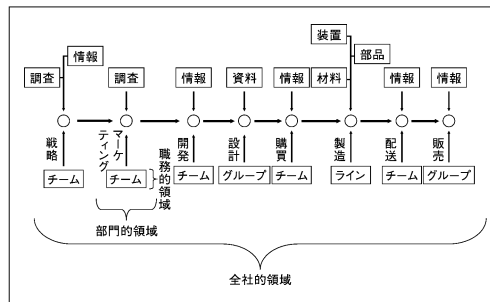 装置
情報
部品
調査
調査
情報
資料
情報
材料
情報
情報
戦略
マーケティング
開発
設計
購買
製造
配送
販売
チーム
チーム
職務的領域
チーム
グループ
チーム
ライン
チーム
グループ
部門的領域
全社的領域